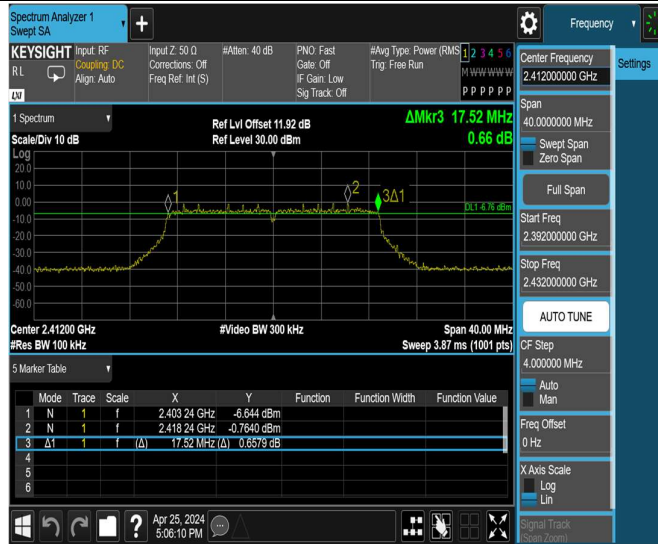 Spectrum Analyzer 1
Swept SA
+
Frequency
KEYSIGHT
RL
LXI
Input: RF
Coupling: DC
Align: Auto
Input Z: 50 Ω
Corrections: Off
Freq Ref: Int (S)
#Atten: 40 dB
PNO: Fast
Gate: Off
IF Gain: Low
Sig Track: Off
#Avg Type: Power (RMS
Trig: Free Run
1 2 3 4 5 6
M W W W W W
P P P P P P
1 Spectrum
Scale/Div 10 dB
Ref Lvl Offset 11.92 dB
Ref Level 30.00 dBm
ΔMkr3 17.52 MHz
0.66 dB
Log
20.0
10.0
0.00
-10.0
-20.0
-30.0
-40.0
-50.0
-60.0
1
2
3Δ1
DL1 -6.76 dBm
Center 2.41200 GHz
#Video BW 300 kHz
Span 40.00 MHz
#Res BW 100 kHz
Sweep 3.87 ms (1001 pts)
5 Marker Table
Mode Trace Scale X Y Function Function Width Function Value
1 N 1 f 2.403 24 GHz -6.644 dBm
2 N 1 f 2.418 24 GHz -0.7640 dBm
3 Δ1 1 f (Δ) 17.52 MHz (Δ) 0.6579 dB
4
5
6
Apr 25, 2024
5:06:10 PM
?
Center Frequency
2.412000000 GHz
Span
40.0000000 MHz
Swept Span
Zero Span
Full Span
Start Freq
2.392000000 GHz
Stop Freq
2.432000000 GHz
AUTO TUNE
CF Step
4.000000 MHz
Auto
Man
Freq Offset
0 Hz
X Axis Scale
Log
Lin
Signal Track
(Span Zoom)
Settings